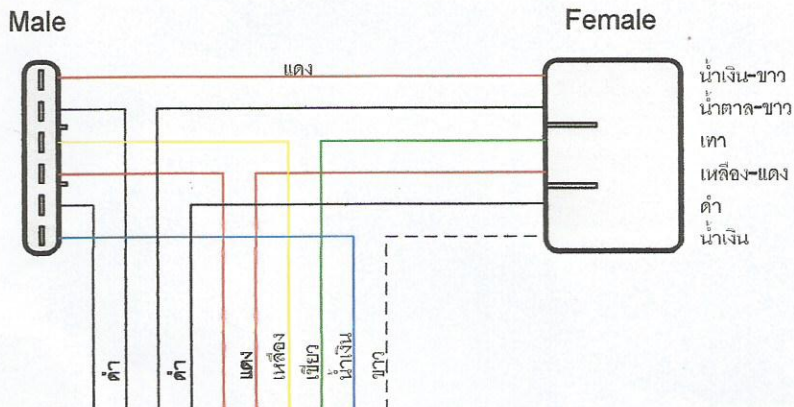 Male
Female
แดง
น้ำเงิน-ขาว
น้ำตาล-ขาว
เทา
เหลือง-แดง
ดำ
น้ำเงิน
ดำ
ดำ
แดง
เหลือง
เขียว
น้ำเงิน
ขาว